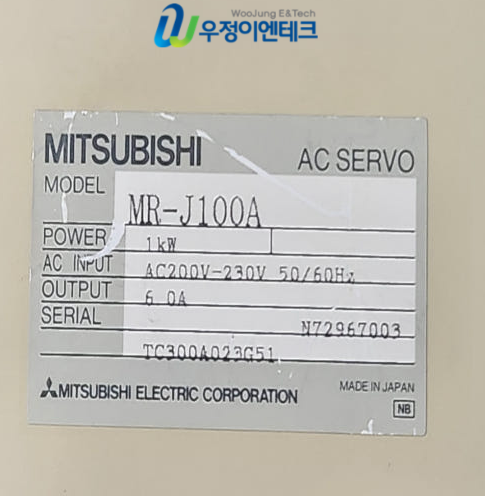 WooJung E&Tech
우정이엔테크
MITSUBISHI AC SERVO
MODEL MR-J100A
POWER 1kW
AC INPUT AC200V-230V 50/60Hz
OUTPUT 6.0A
SERIAL N72967003
TC300A023G51
MITSUBISHI ELECTRIC CORPORATION MADE IN JAPAN
NB